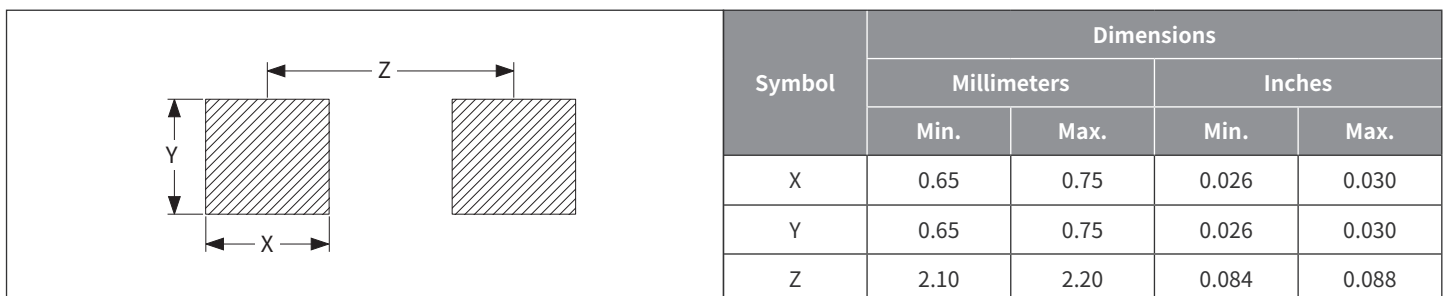 Z
Y
X
Symbol
Dimensions
Millimeters Inches
Min. Max. Min. Max.
X 0.65 0.75 0.026 0.030
Y 0.65 0.75 0.026 0.030
Z 2.10 2.20 0.084 0.088